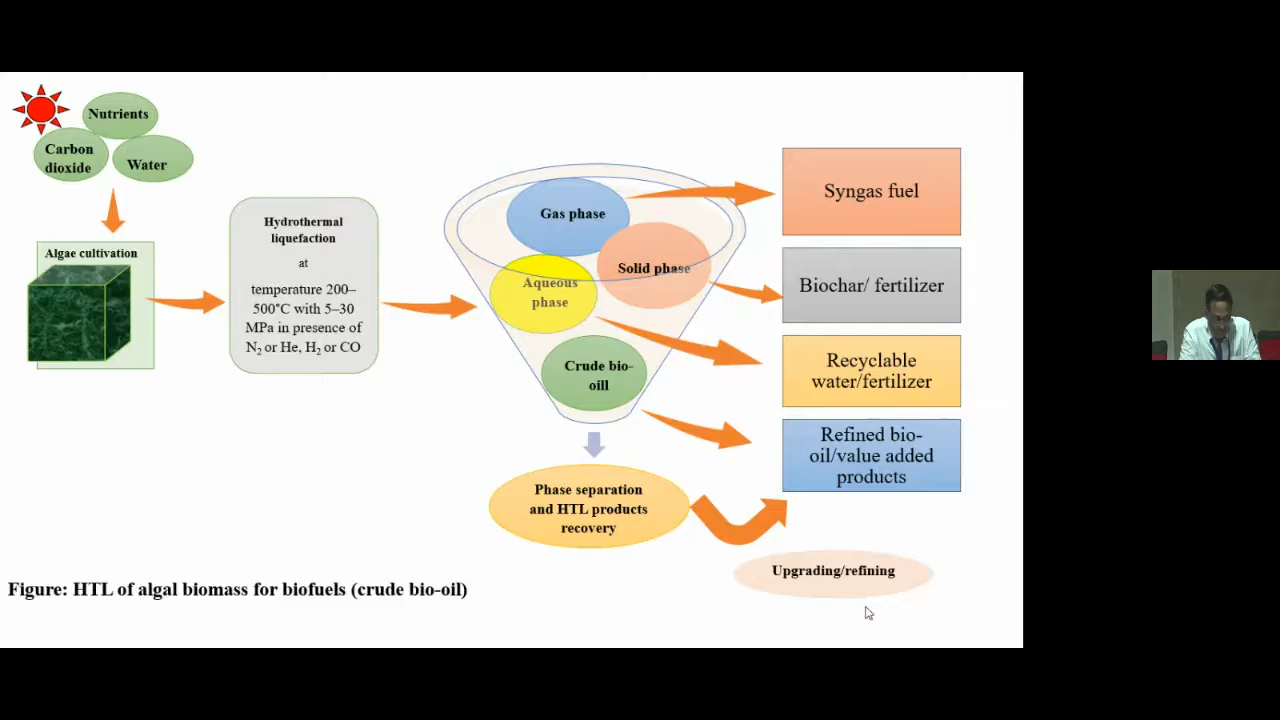 Nutrients
Carbon
dioxide
Water
Algae cultivation
Hydrothermal
liquefaction
at
temperature 200–
500°C with 5–30
MPa in presence of
N2 or He, H2 or CO
Gas phase
Solid phase
Aqueous
phase
Crude bio-
oill
Phase separation
and HTL products
recovery
Syngas fuel
Biochar/ fertilizer
Recyclable
water/fertilizer
Refined bio-
oil/value added
products
Upgrading/refining
Figure: HTL of algal biomass for biofuels (crude bio-oil)